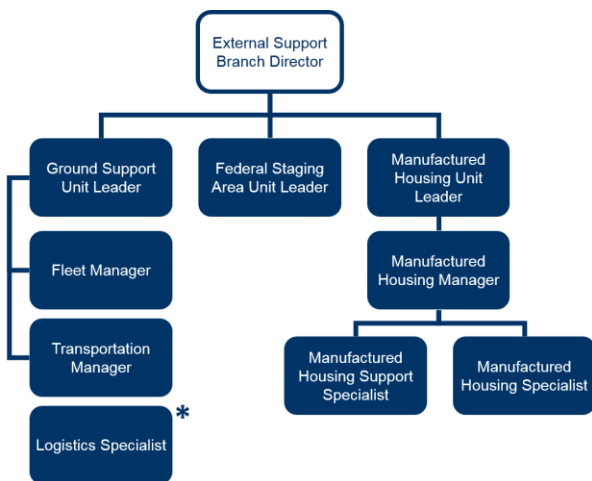 External Support
Branch Director
Ground Support
Unit Leader
Federal Staging
Area Unit Leader
Manufactured
Housing Unit
Leader
Fleet Manager
Manufactured
Housing Manager
Transportation
Manager
Manufactured
Housing Support
Specialist
Manufactured
Housing Specialist
*
Logistics Specialist